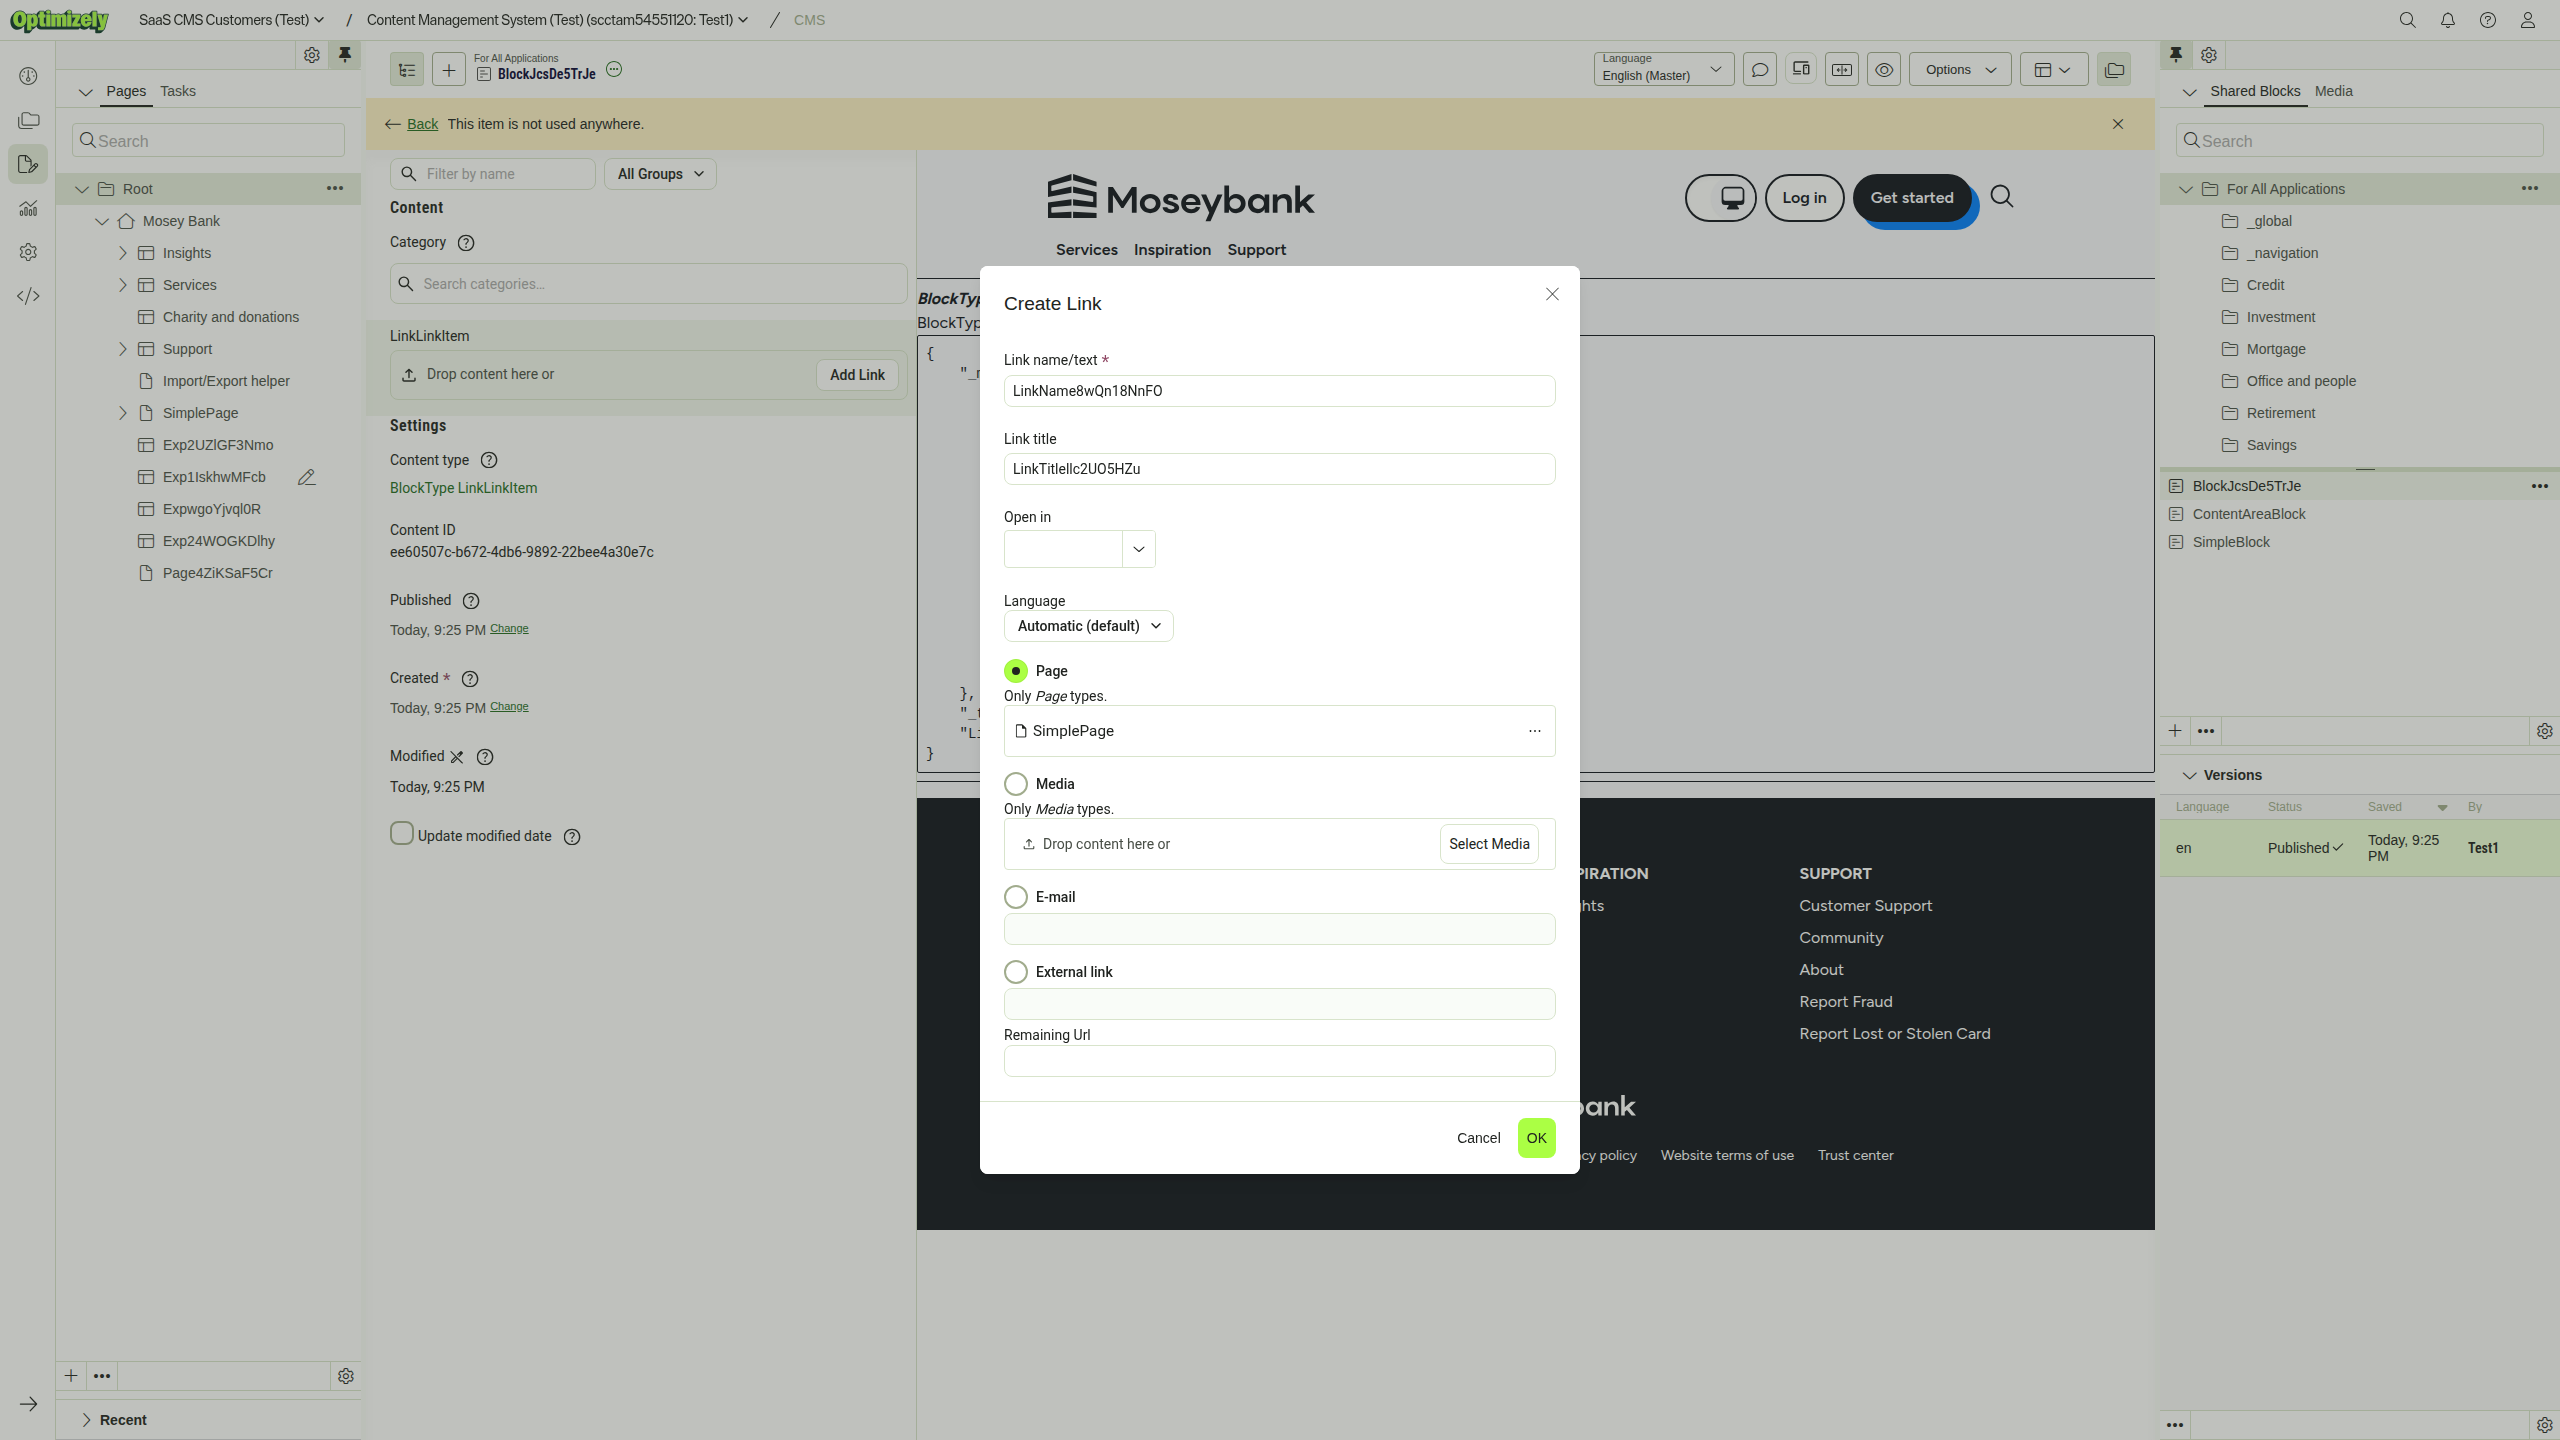 Optimizely
SaaS CMS Customers (Test) / Content Management System (Test) (scctam54551120: Test1) / CMS
Pages Tasks
Search
Root
Mosey Bank
Insights
Services
Charity and donations
Support
Import/Export helper
SimplePage
Exp2UZlGF3Nmo
Exp1IskhwMFcb
ExpwgoYjvql0R
Exp24WOGKDlhy
Page4ZiKSaF5Cr
Recent
For All Applications
BlockJcsDe5TrJe
Language
English (Master)
Options
Back This item is not used anywhere.
Filter by name All Groups
Content
Category
Search categories...
LinkLinkItem
Drop content here or Add Link
Settings
Content type
BlockType LinkLinkItem
Content ID
ee60507c-b672-4db6-9892-22bee4a30e7c
Published
Today, 9:25 PM Change
Created *
Today, 9:25 PM Change
Modified
Today, 9:25 PM
Update modified date
Moseybank
Log in Get started
Services Inspiration Support
{
},
}
Create Link
Link name/text *
LinkName8wQn18NnFO
Link title
LinkTitlellc2UO5HZu
Open in
Language
Automatic (default)
Page
Only Page types.
SimplePage
Media
Only Media types.
Drop content here or Select Media
E-mail
External link
Remaining Url
Cancel OK
SUPPORT
Customer Support
Community
About
Report Fraud
Report Lost or Stolen Card
Website terms of use Trust center
Shared Blocks Media
Search
For All Applications
_global
_navigation
Credit
Investment
Mortgage
Office and people
Retirement
Savings
BlockJcsDe5TrJe
ContentAreaBlock
SimpleBlock
Versions
Language Status Saved By
en Published Today, 9:25 PM Test1